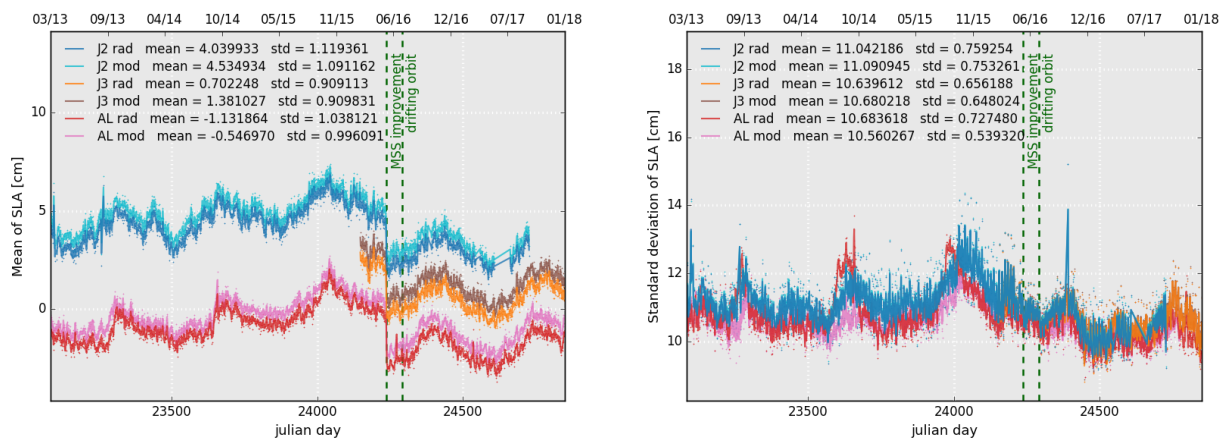 03/13 09/13 04/14 10/14 05/15 11/15 06/16 12/16 07/17 01/18
J2 rad mean = 4.039933 std = 1.119361
J2 mod mean = 4.534934 std = 1.091162
J3 rad mean = 0.702248 std = 0.909113
J3 mod mean = 1.381027 std = 0.909831
AL rad mean = -1.131864 std = 1.038121
AL mod mean = -0.546970 std = 0.996091
MSS improvement
drifting orbit
Mean of SLA [cm]
10
5
0
23500 24000 24500
julian day
03/13 09/13 04/14 10/14 05/15 11/15 06/16 12/16 07/17 01/18
J2 rad mean = 11.042186 std = 0.759254
J2 mod mean = 11.090945 std = 0.753261
J3 rad mean = 10.639612 std = 0.656188
J3 mod mean = 10.680218 std = 0.648024
AL rad mean = 10.683618 std = 0.727480
AL mod mean = 10.560267 std = 0.539320
MSS improvement
drifting orbit
Standard deviation of SLA [cm]
18
16
14
12
10
23500 24000 24500
julian day